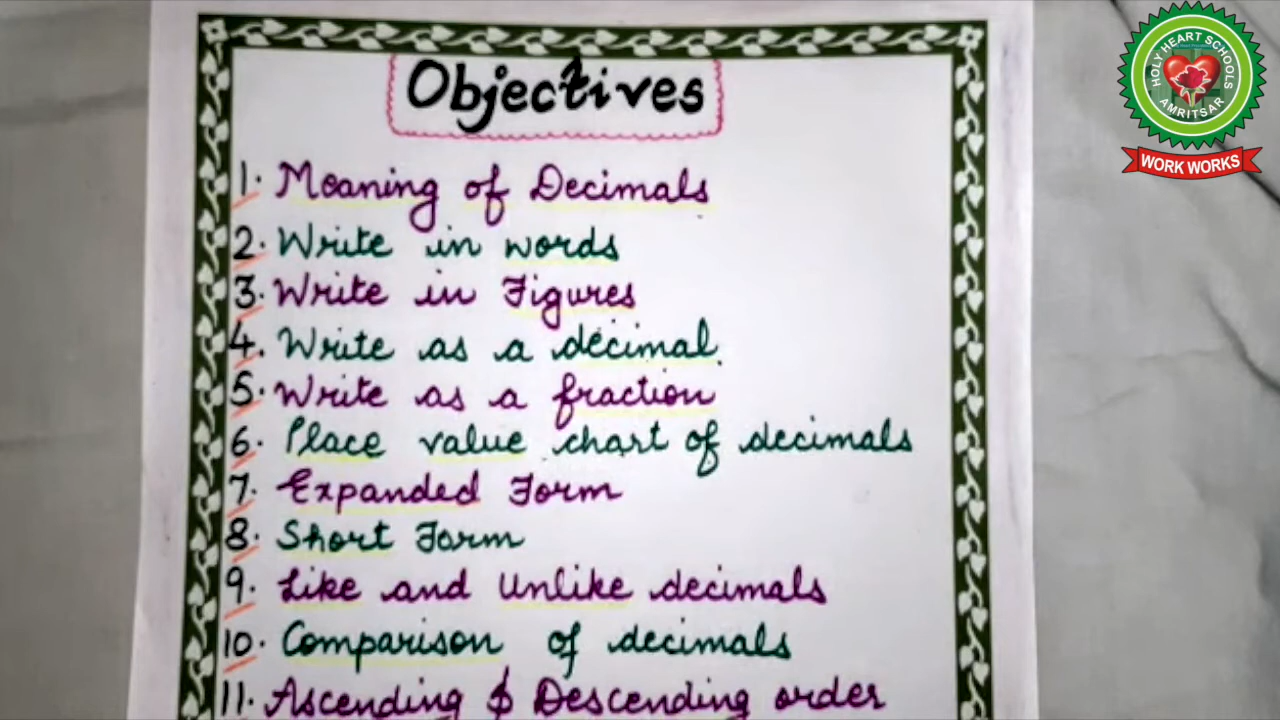 Objectives
1. Meaning of Decimals
2. Write in words
3. Write in Figures
4. Write as a decimal
5. Write as a fraction
6. Place value chart of decimals
7. Expanded Form
8. Short Form
9. Like and Unlike decimals
10. Comparison of decimals
11. Ascending & Descending order
HOLY HEART SCHOOLS
AMRITSAR
WORK WORKS